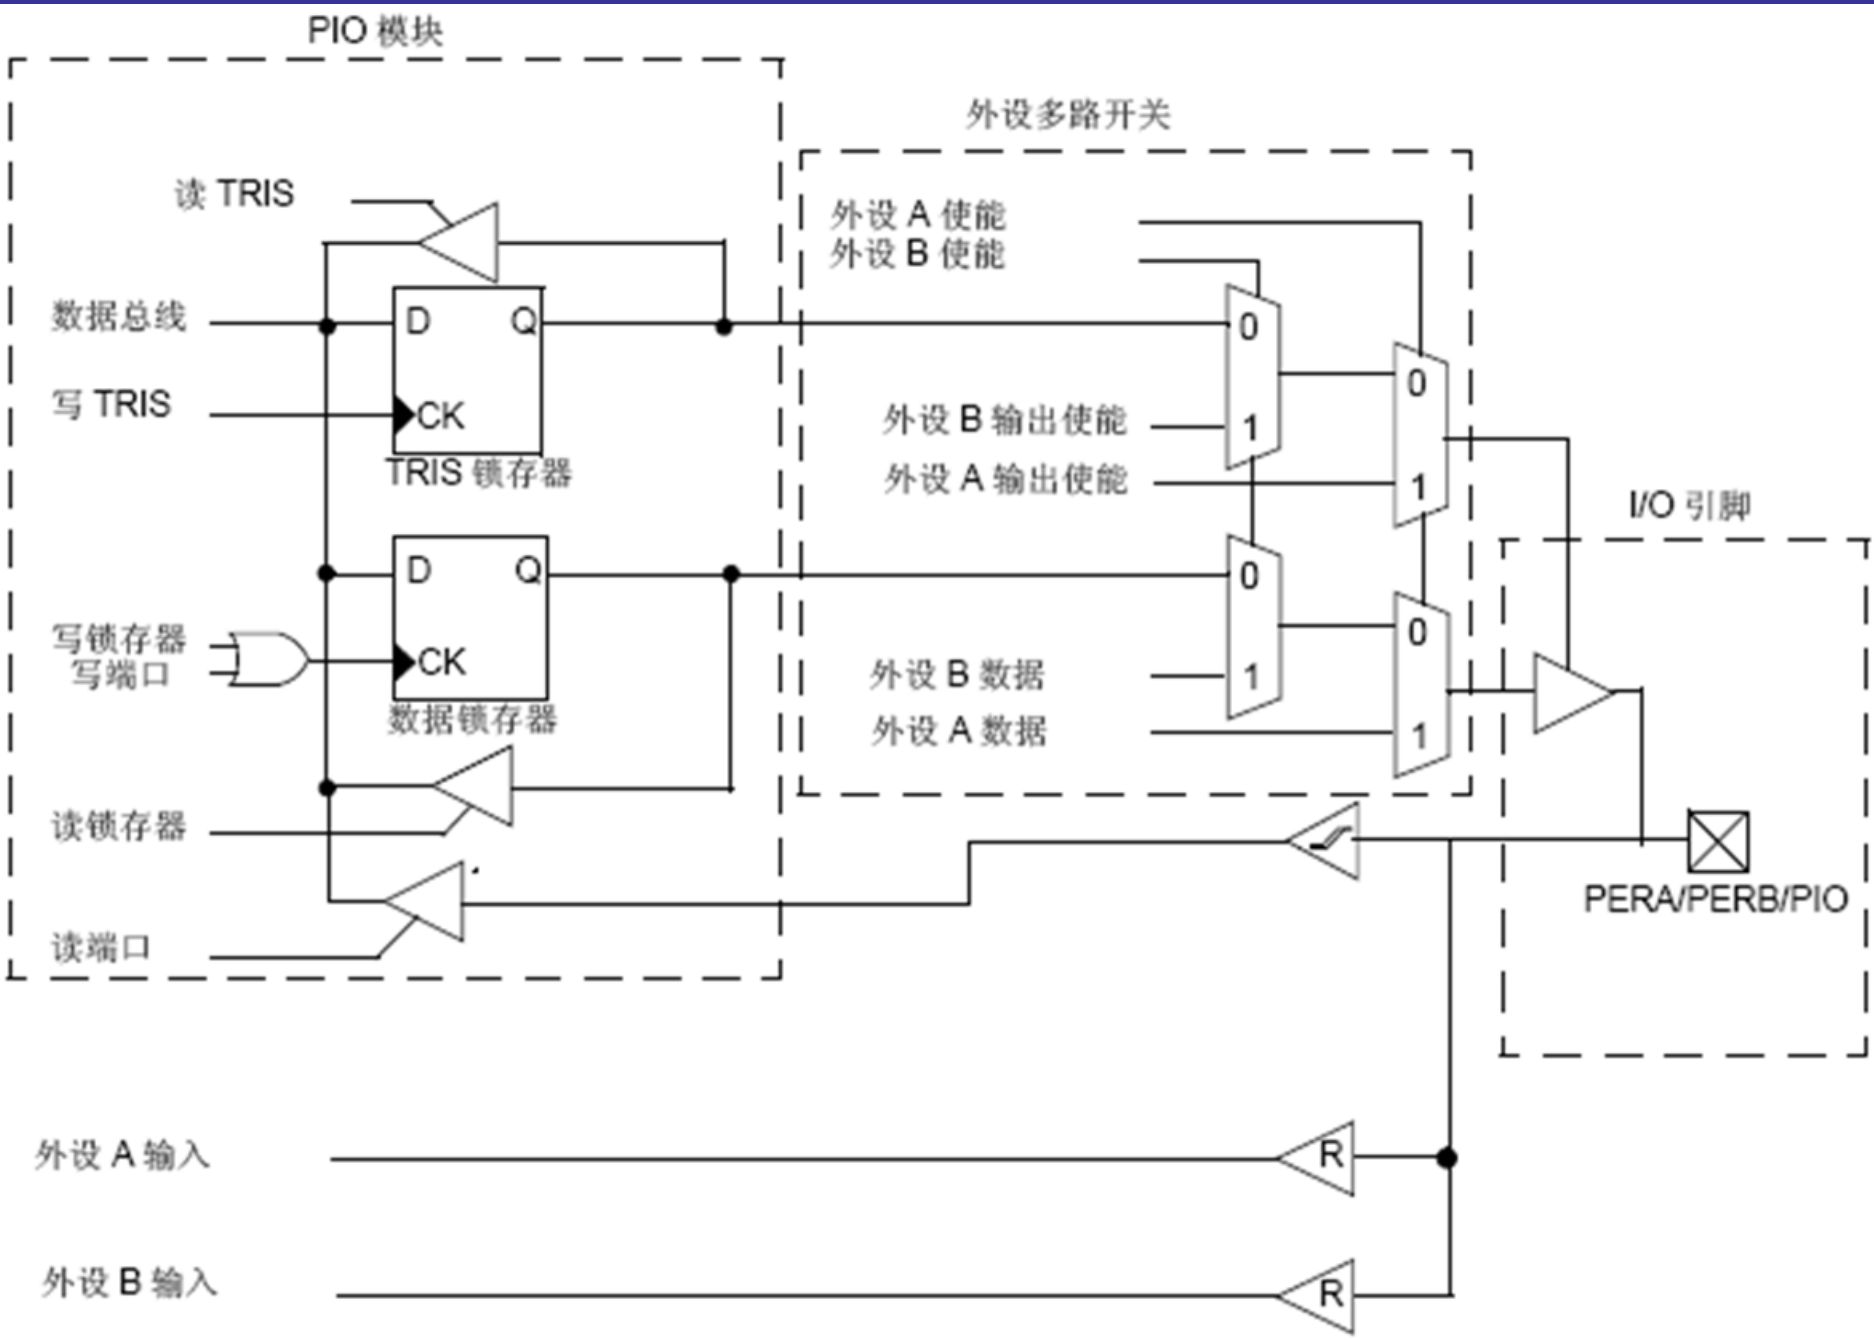 PIO 模块
外设多路开关
读 TRIS
外设 A 使能
外设 B 使能
数据总线
D Q
0
写 TRIS
CK
TRIS 锁存器
0
外设 B 输出使能
1
外设 A 输出使能
1
I/O 引脚
D Q
0
写锁存器
写端口
CK
数据锁存器
0
外设 B 数据
1
外设 A 数据
1
读锁存器
PERA/PERB/PIO
读端口
外设 A 输入
R
外设 B 输入
R